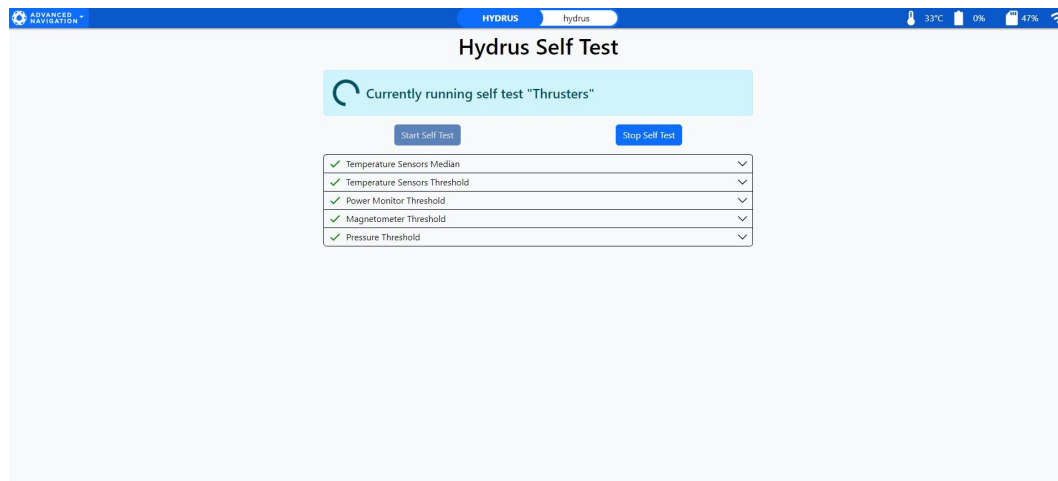 ADVANCED
NAVIGATION
HYDRUS
hydrus
33°C
0%
47%
Hydrus Self Test
Currently running self test "Thrusters"
Start Self Test
Stop Self Test
Temperature Sensors Median
Temperature Sensors Threshold
Power Monitor Threshold
Magnetometer Threshold
Pressure Threshold